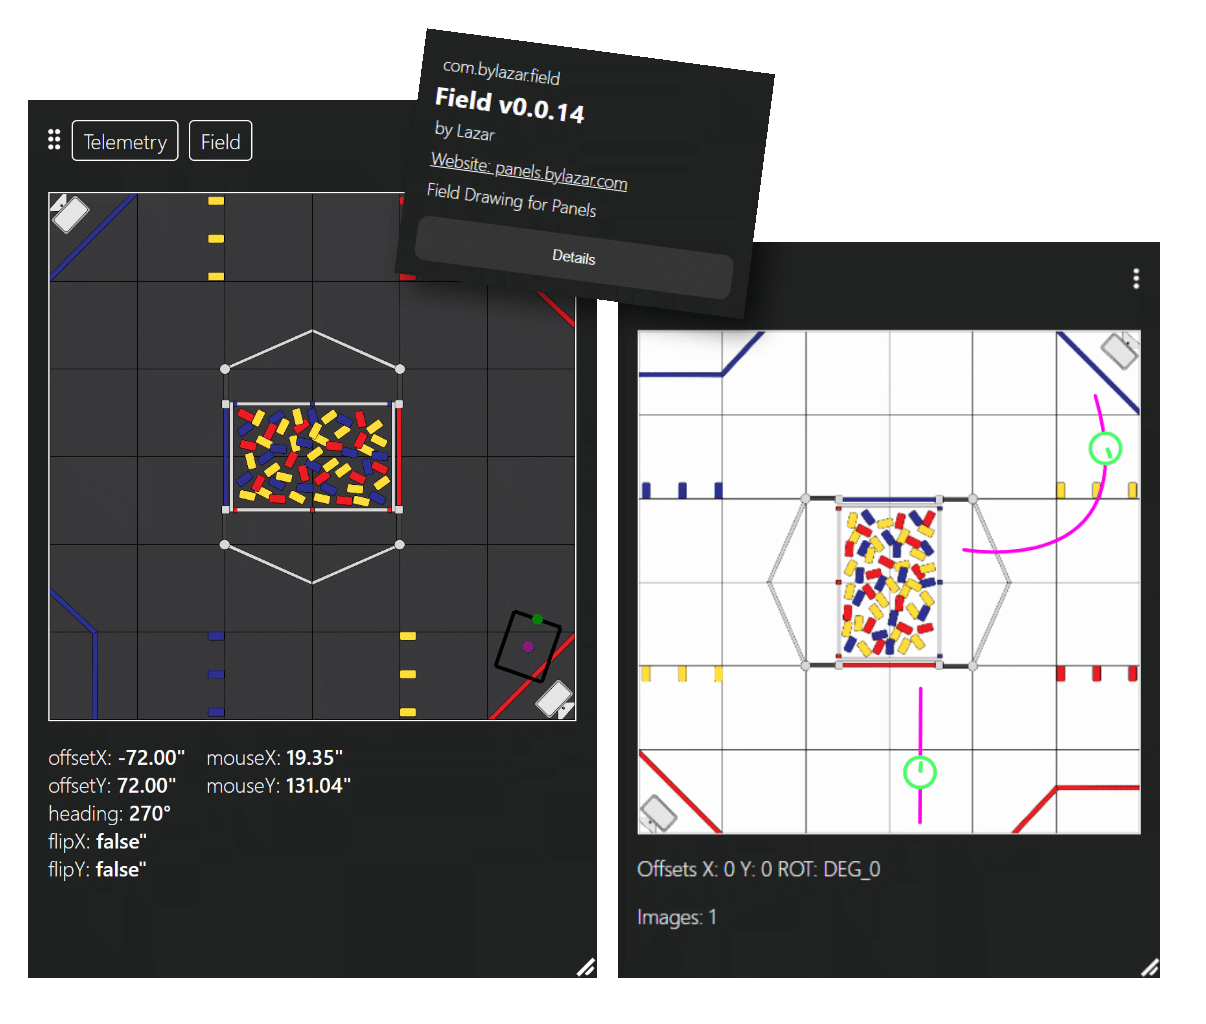 com.bylazar.field
Field v0.0.14
by Lazar
Website: panels.bylazar.com
Field Drawing for Panels
Details
Telemetry Field
offsetX: -72.00" mouseX: 19.35"
offsetY: 72.00" mouseY: 131.04"
heading: 270°
flipX: false"
flipY: false"
Offsets X: 0 Y: 0 ROT: DEG_0
Images: 1